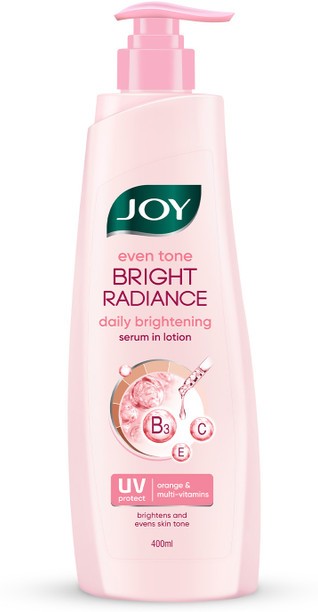 JOY
even tone
BRIGHT
RADIANCE
daily brightening
serum in lotion
B3
C
E
UV
protect
orange &
multi-vitamins
brightens and
evens skin tone
400ml